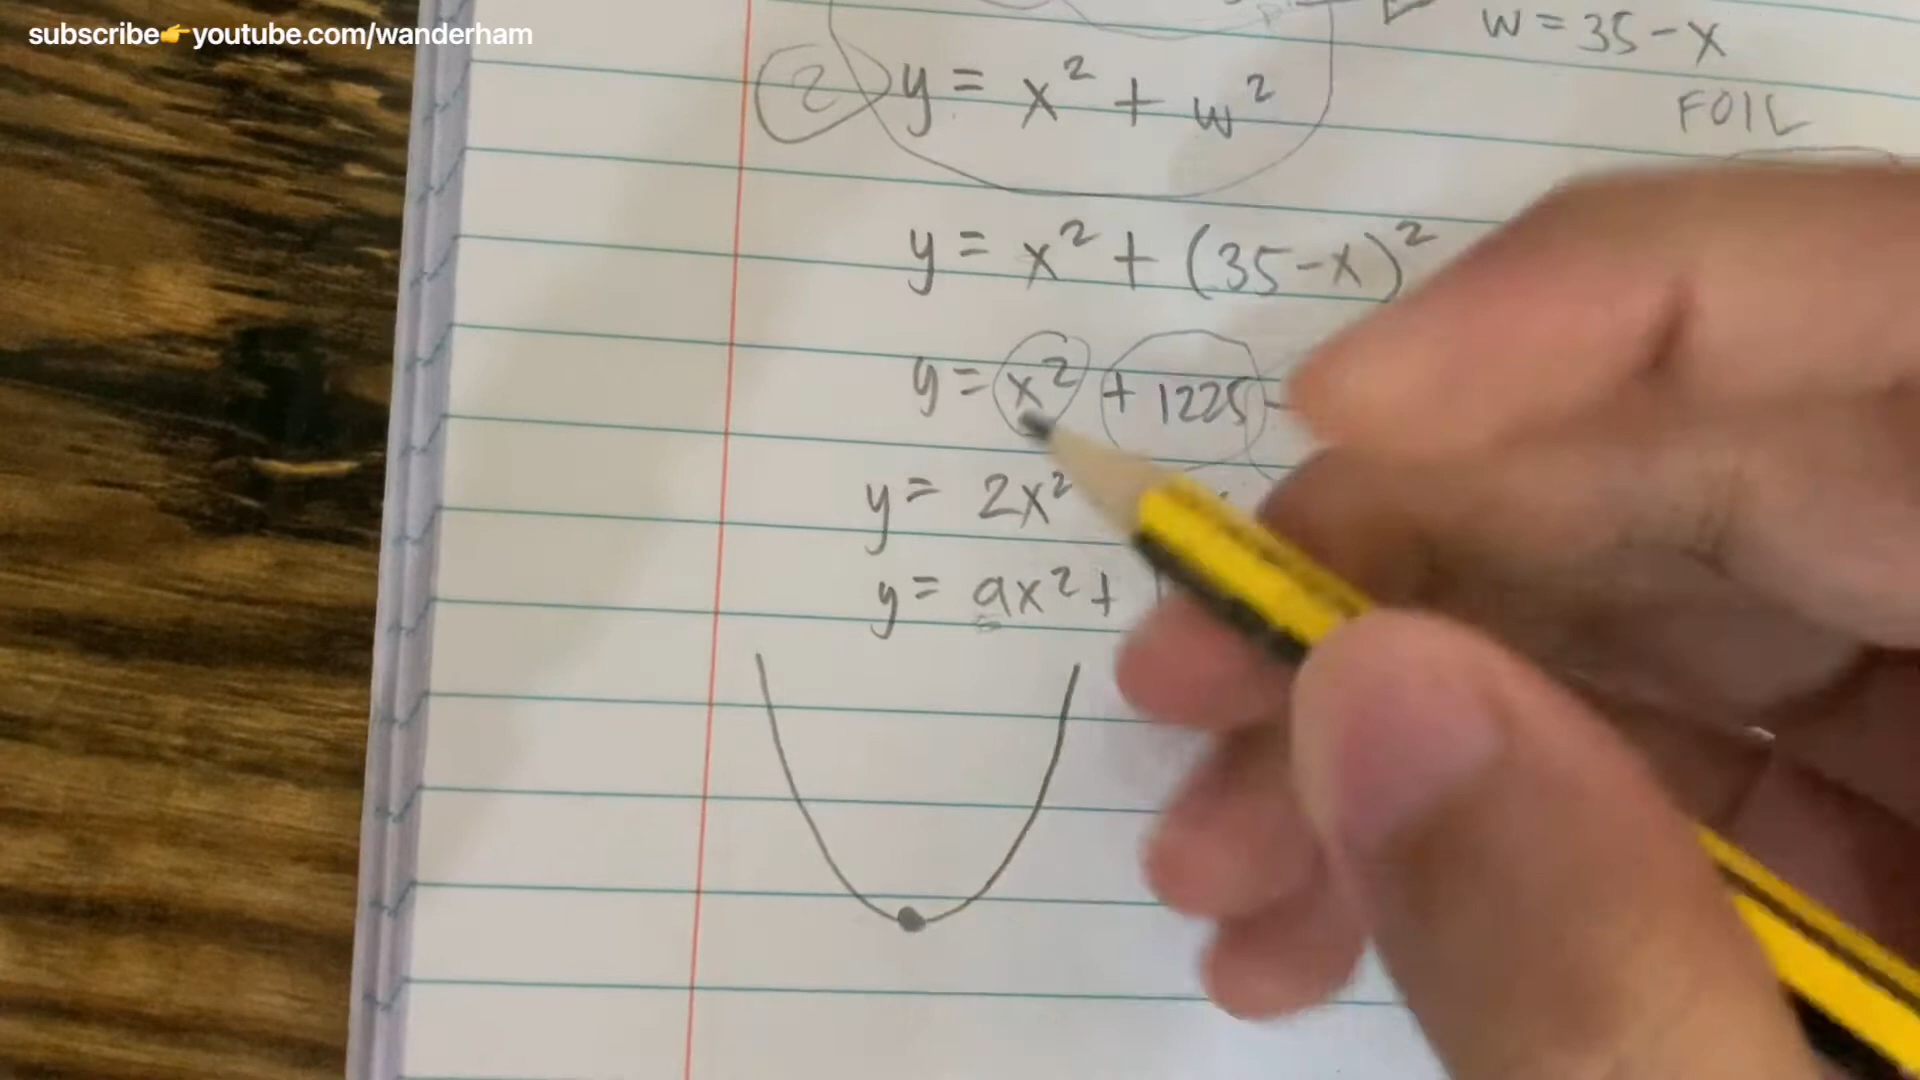 subscribe👉youtube.com/wanderham
w = 35 - x
② y = x² + w²
FOIL
y = x² + (35-x)²
y = x² + 1225 -
y = 2x²
y = ax² +